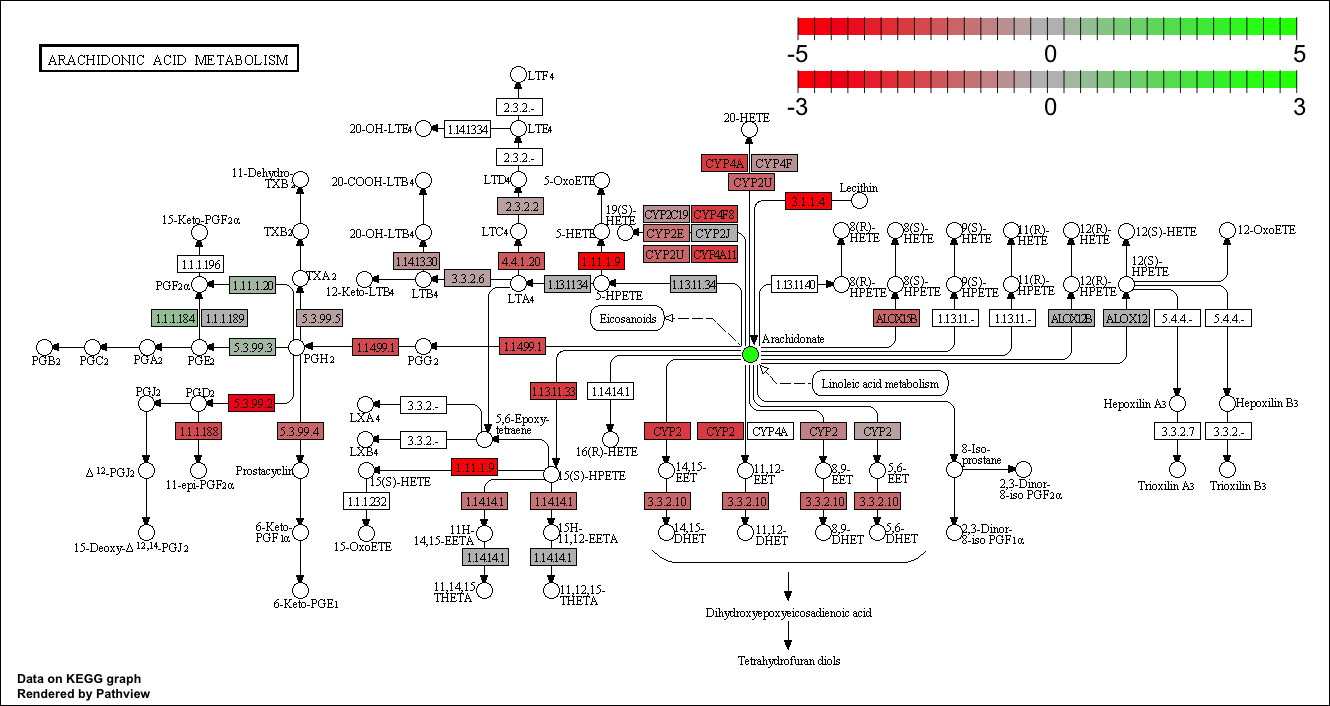 ARACHIDONIC ACID METABOLISM
-5 0 5
-3 0 3
LTF4
2.3.2.-
20-OH-LTE4
1.14.1334
LTE4
20-HETE
2.3.2.-
CYP4A
CYP4F
11-Dehydro-
TXB2
20-COOH-LTB4
LTD4
5-OxoETE
CYP2U
Lecithin
2.3.2.2
3.1.1.4
15-Keto-PGF2α
19(S)-
HETE
CYP2C19
CYP4F8
TXB2
20-OH-LTB4
LTC4
5-HETE
CYP2E
CYP2J
8(R)-
HETE
8(S)-
HETE
9(S)-
HETE
11(R)-
HETE
12(R)-
HETE
12(S)-HETE
12-OxoETE
1.1.1.196
1.14.13.30
4.4.1.20
1.11.1.9
CYP2U
CYP4A11
12(S)-
HPETE
PGF2α
1.11.1.20
TXA2
12-Keto-LTB4
LTB4
3.3.2.6
LTA4
1.13.11.34
5-HPETE
1.13.11.34
1.13.1140
8(R)-
HPETE
8(S)-
HPETE
9(S)-
HPETE
11(R)-
HPETE
12(R)-
HPETE
1.1.1.184
1.1.1.189
5.3.99.5
Eicosanoids
ALOX15B
1.13.11.-
1.13.11.-
ALOX12B
ALOX12
5.4.4.-
5.4.4.-
Arachidonate
5.3.99.3
1.14.99.1
1.14.99.1
PGB2
PGC2
PGA2
PGE2
PGH2
PGG2
Linoleic acid metabolism
PGJ2
PGD2
5.3.99.2
1.13.11.33
1.14.14.1
LXA4
3.3.2.-
5,6-Epoxy-
tetraene
Hepoxilin A3
Hepoxilin B3
1.1.1.188
5.3.99.4
LXB4
3.3.2.-
CYP2
CYP2
CYP4A
CYP2
CYP2
3.3.2.7
3.3.2.-
16(R)-HETE
8-Iso-
prostane
Δ12-PGJ2
11-epi-PGF2α
Prostacyclin
15(S)-HETE
1.11.1.9
15(S)-HPETE
14,15-
EET
11,12-
EET
8,9-
EET
5,6-
EET
2,3-Dinor-
8-iso PGF2α
Trioxilin A3
Trioxilin B3
1.1.1.232
1.14.14.1
1.14.14.1
3.3.2.10
3.3.2.10
3.3.2.10
3.3.2.10
15-Deoxy-Δ12,14-PGJ2
6-Keto-
PGF1α
15-OxoETE
11H-
14,15-EETA
15H-
11,12-EETA
14,15-
DHET
11,12-
DHET
8,9-
DHET
5,6-
DHET
2,3-Dinor-
8-iso PGF1α
1.14.14.1
1.14.14.1
6-Keto-PGE1
11,14,15-
THETA
11,12,15-
THETA
Dihydroxyepoxyeicosadienoic acid
Tetrahydrofuran diols
Data on KEGG graph
Rendered by Pathview